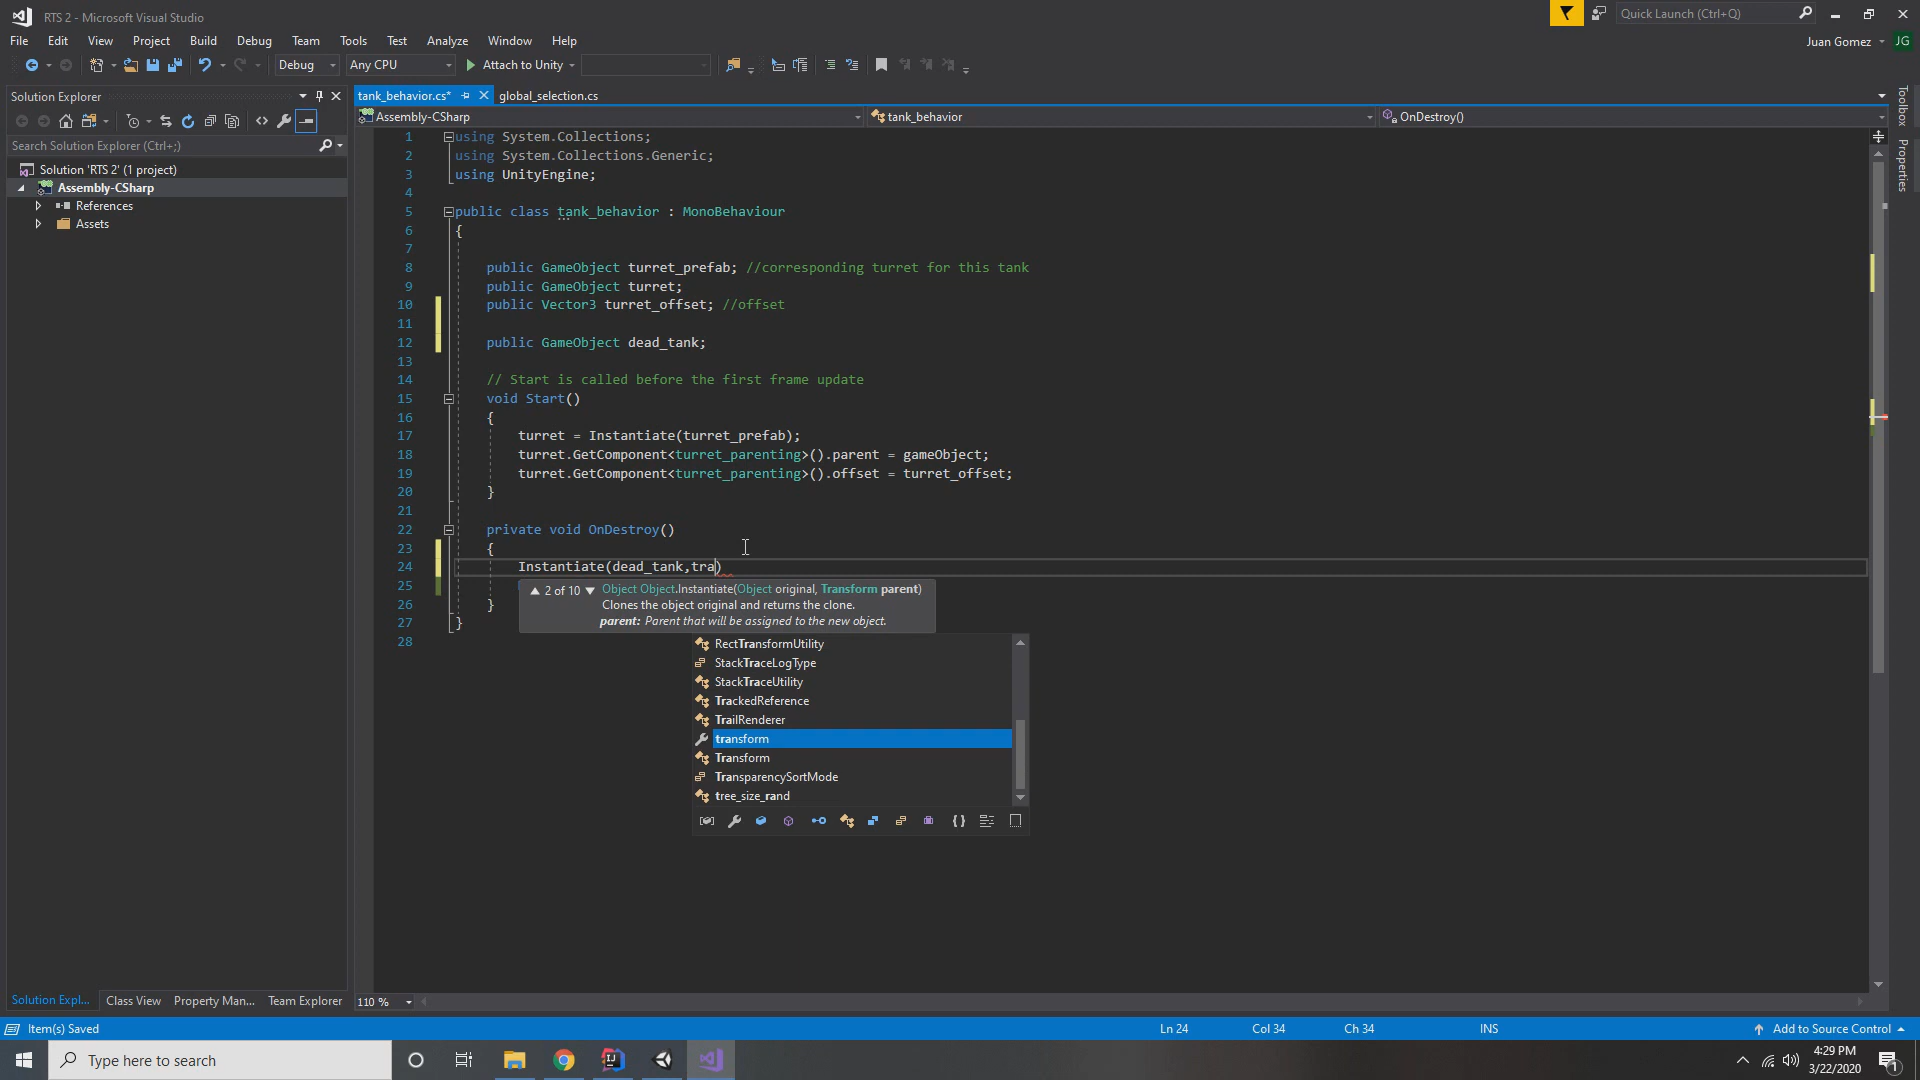 RTS 2 - Microsoft Visual Studio
Quick Launch (Ctrl+Q)
File Edit View Project Build Debug Team Tools Test Analyze Window Help
Juan Gomez JG
Debug Any CPU Attach to Unity
Solution Explorer
tank_behavior.cs* global_selection.cs
Toolbox
Properties
Assembly-CSharp tank_behavior OnDestroy()
Search Solution Explorer (Ctrl+;)
Solution 'RTS 2' (1 project)
Assembly-CSharp
References
Assets
1 using System.Collections;
2 using System.Collections.Generic;
3 using UnityEngine;
4
5 public class tank_behavior : MonoBehaviour
6 {
7
8 public GameObject turret_prefab; //corresponding turret for this tank
9 public GameObject turret;
10 public Vector3 turret_offset; //offset
11
12 public GameObject dead_tank;
13
14 // Start is called before the first frame update
15 void Start()
16 {
17 turret = Instantiate(turret_prefab);
18 turret.GetComponent<turret_parenting>().parent = gameObject;
19 turret.GetComponent<turret_parenting>().offset = turret_offset;
20 }
21
22 private void OnDestroy()
23 {
24 Instantiate(dead_tank,tra)
25
26 }
27 }
28
2 of 10 Object Object.Instantiate(Object original, Transform parent)
Clones the object original and returns the clone.
parent: Parent that will be assigned to the new object.
RectTransformUtility
StackTraceLogType
StackTraceUtility
TrackedReference
TrailRenderer
transform
Transform
TransparencySortMode
tree_size_rand
Solution Expl... Class View Property Man... Team Explorer
110 %
Item(s) Saved Ln 24 Col 34 Ch 34 INS Add to Source Control
Type here to search
4:29 PM
3/22/2020
1